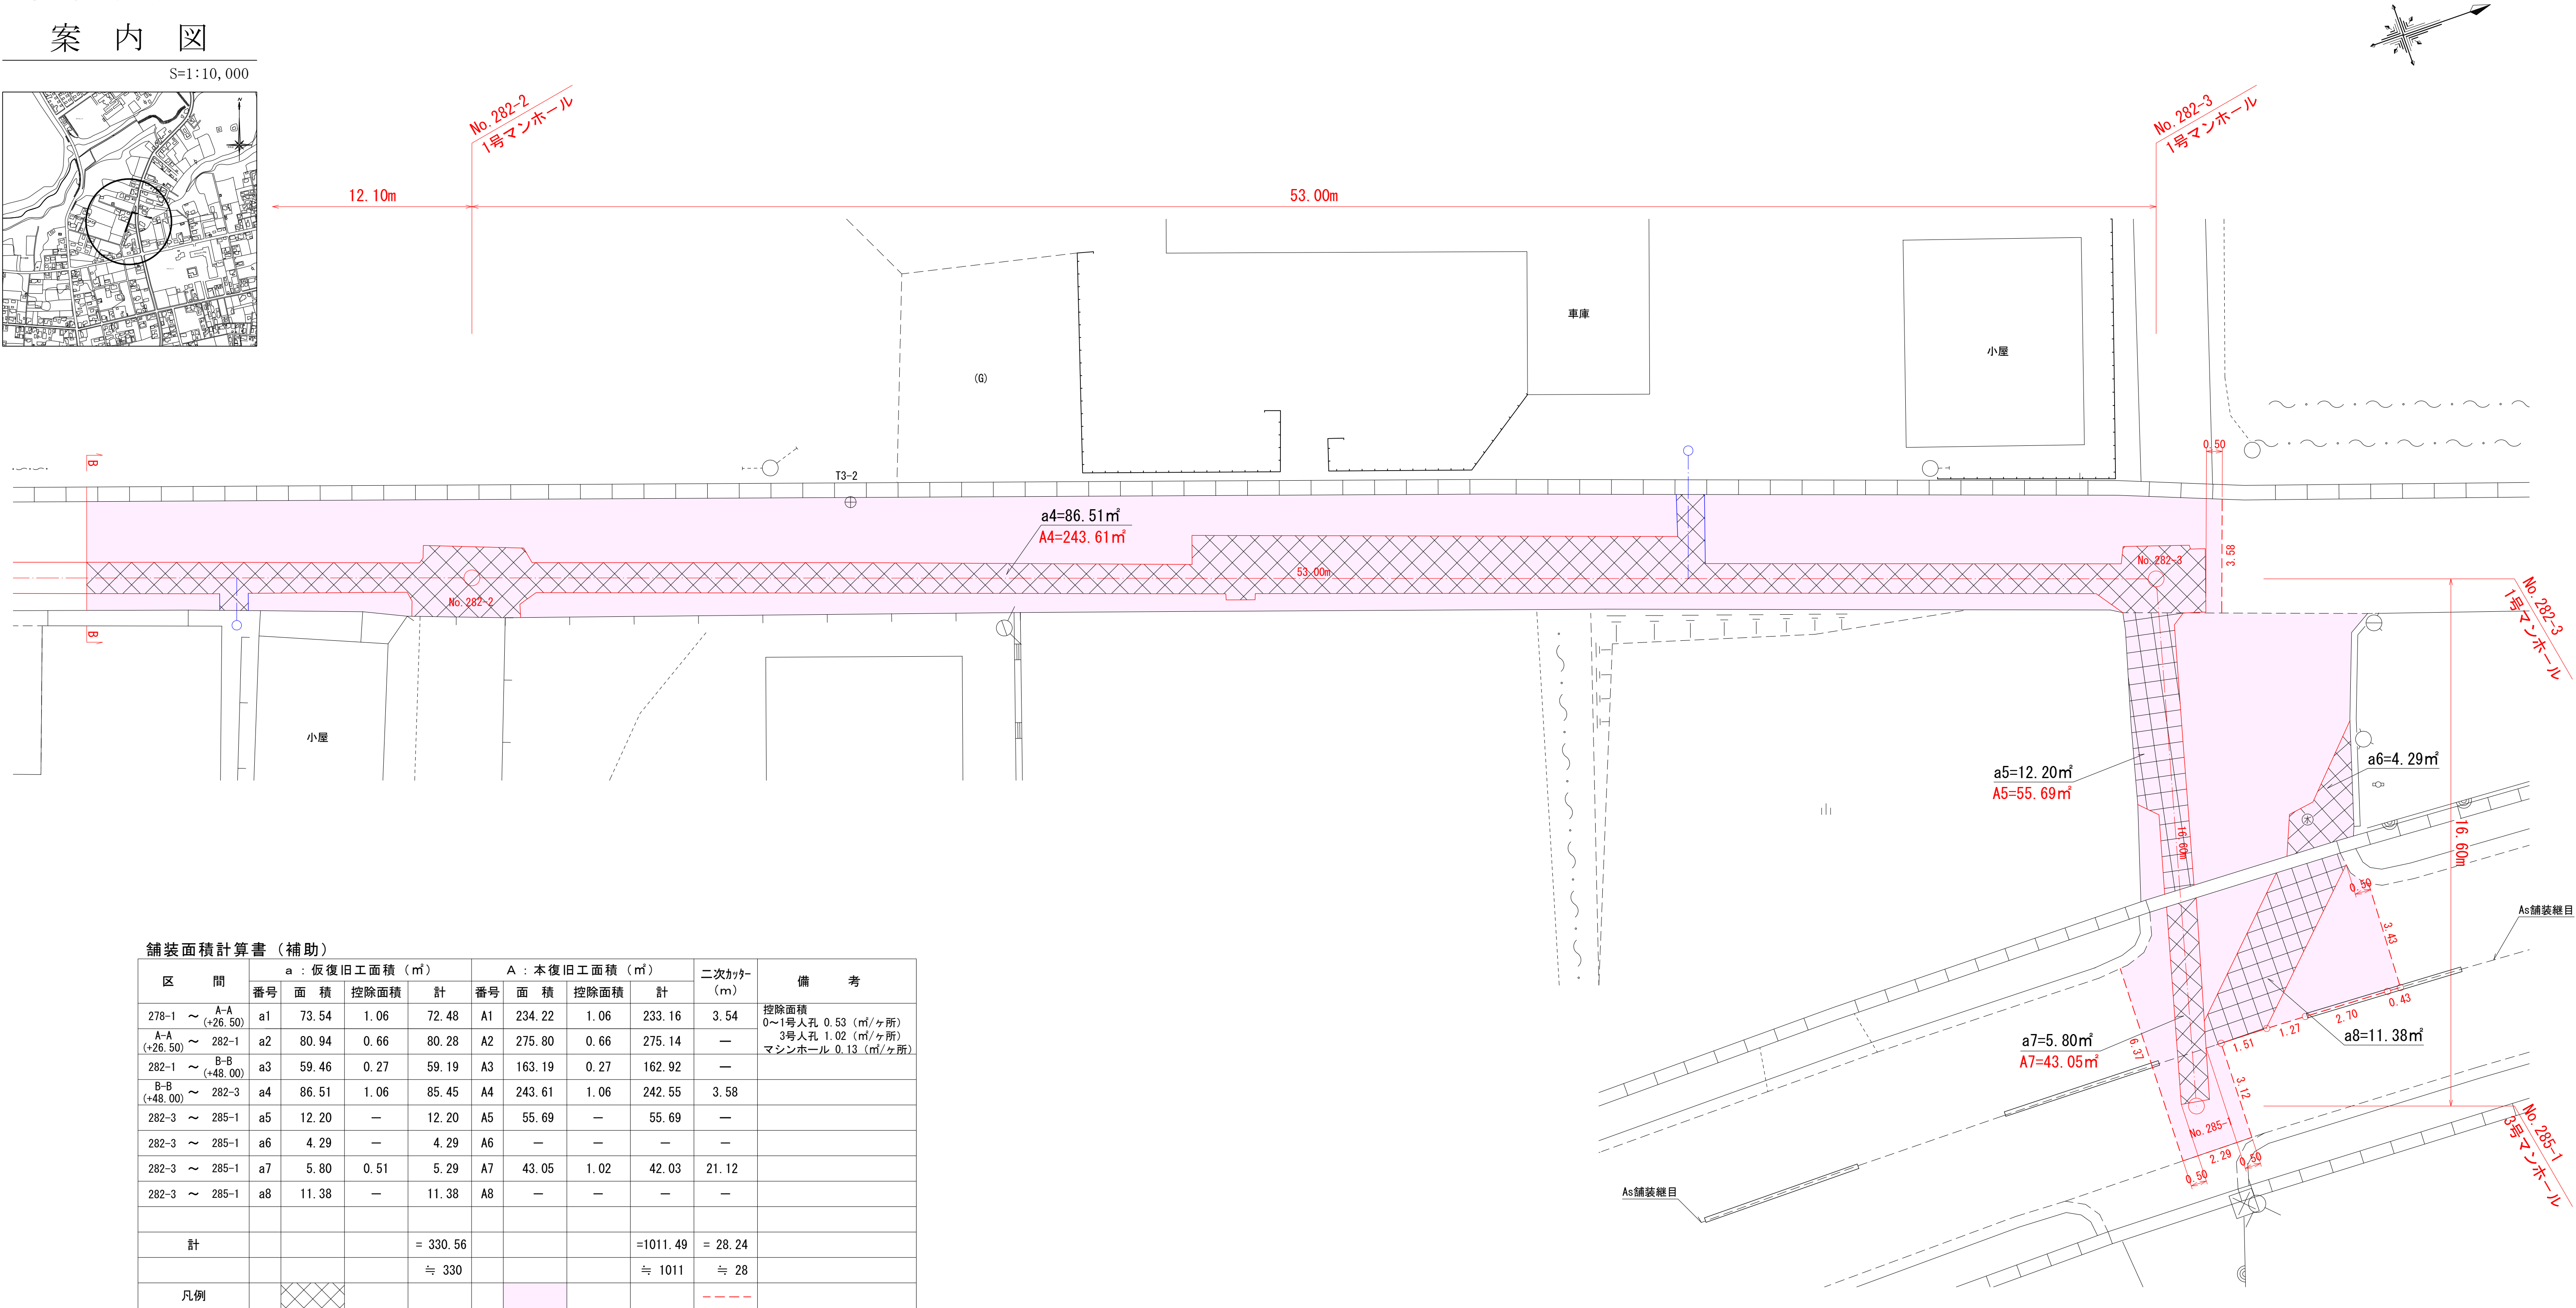 案　内　図
S=1:10,000
N
No.282-2
1号マンホール
No.282-3
1号マンホール
12.10m
53.00m
車庫
小屋
(G)
T3-2
B
B
0.50
3.58
a4=86.51㎡
A4=243.61㎡
53.00m
No.282-2
No.282-3
No.282-3
1号マンホール
小屋
a5=12.20㎡
A5=55.69㎡
a6=4.29㎡
水
16.60m
16.60m
0.50
3.43
As舗装継目
0.43
2.70
1.27
1.51
a8=11.38㎡
a7=5.80㎡
A7=43.05㎡
6.37
3.12
No.285-1
2.29
0.50
0.50
No.285-1
3号マンホール
As舗装継目
舗装面積計算書（補助）
区　間 a：仮復旧工面積（㎡） A：本復旧工面積（㎡） 二次ｶｯﾀｰ（m） 備　考
番号 面　積 控除面積 計 番号 面　積 控除面積 計
278-1 ～ A-A (+26.50) a1 73.54 1.06 72.48 A1 234.22 1.06 233.16 3.54
A-A (+26.50) ～ 282-1 a2 80.94 0.66 80.28 A2 275.80 0.66 275.14 －
282-1 ～ B-B (+48.00) a3 59.46 0.27 59.19 A3 163.19 0.27 162.92 －
B-B (+48.00) ～ 282-3 a4 86.51 1.06 85.45 A4 243.61 1.06 242.55 3.58
282-3 ～ 285-1 a5 12.20 － 12.20 A5 55.69 － 55.69 －
282-3 ～ 285-1 a6 4.29 － 4.29 A6 － － － －
282-3 ～ 285-1 a7 5.80 0.51 5.29 A7 43.05 1.02 42.03 21.12
282-3 ～ 285-1 a8 11.38 － 11.38 A8 － － － －
計 = 330.56 =1011.49 = 28.24
≒ 330 ≒ 1011 ≒ 28
凡例
控除面積
0～1号人孔 0.53（㎡/ヶ所）
3号人孔 1.02（㎡/ヶ所）
マシンホール 0.13（㎡/ヶ所）